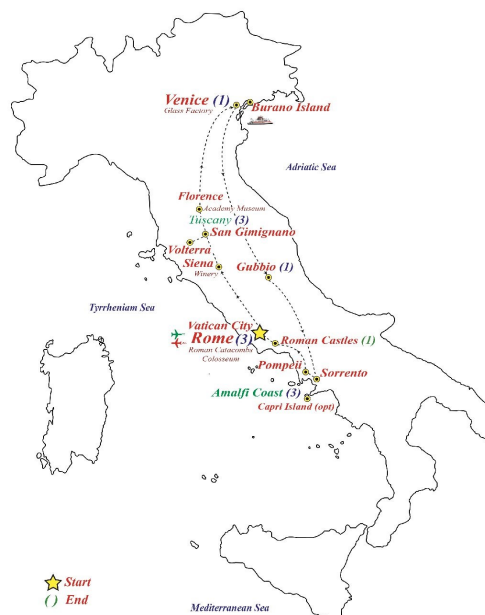 Venice (1)
Glass Factory
Burano Island
Adriatic Sea
Florence
Academy Museum
Tuscany (3)
San Gimignano
Volterra
Siena
Winery
Gubbio (1)
Tyrrheniam Sea
Vatican City
Rome (3)
Roman Catacombs
Colosseum
Roman Castles (1)
Pompeii
Sorrento
Amalfi Coast (3)
Capri Island (opt)
Start
( ) End
Mediterranean Sea